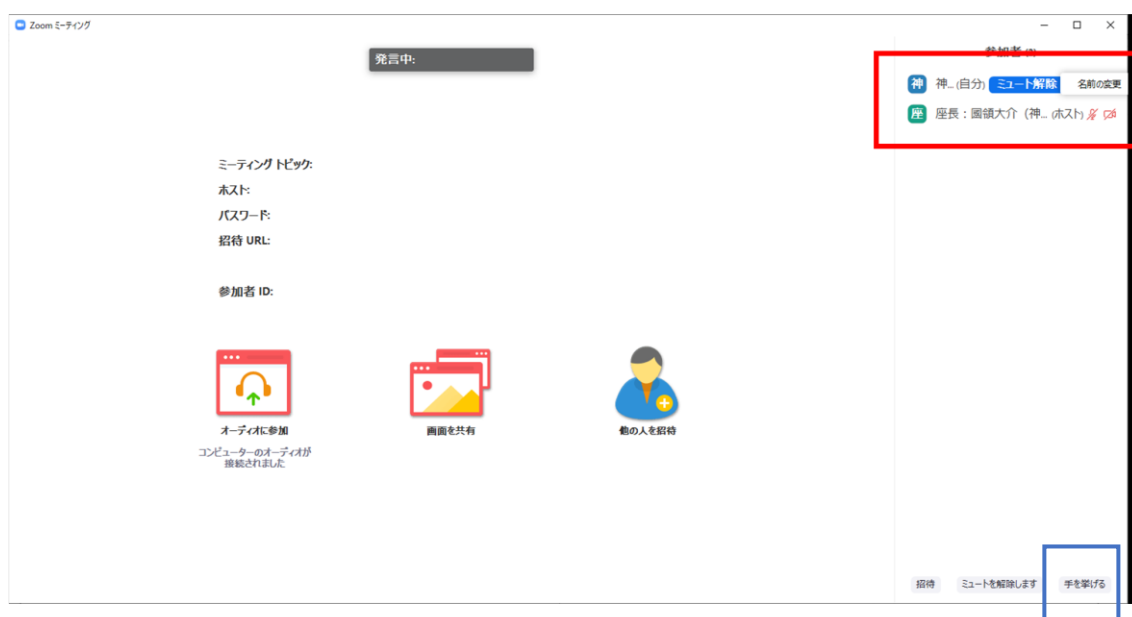 Zoom ミーティング
発言中:
神 神... (自分) ミュート解除 名前の変更
座 座長：國領大介（神... (ホスト)
ミーティング トピック:
ホスト:
パスワード:
招待 URL:
参加者 ID:
オーディオに参加
コンピューターのオーディオが
接続されました
画面を共有
他の人を招待
招待 ミュートを解除します 手を挙げる